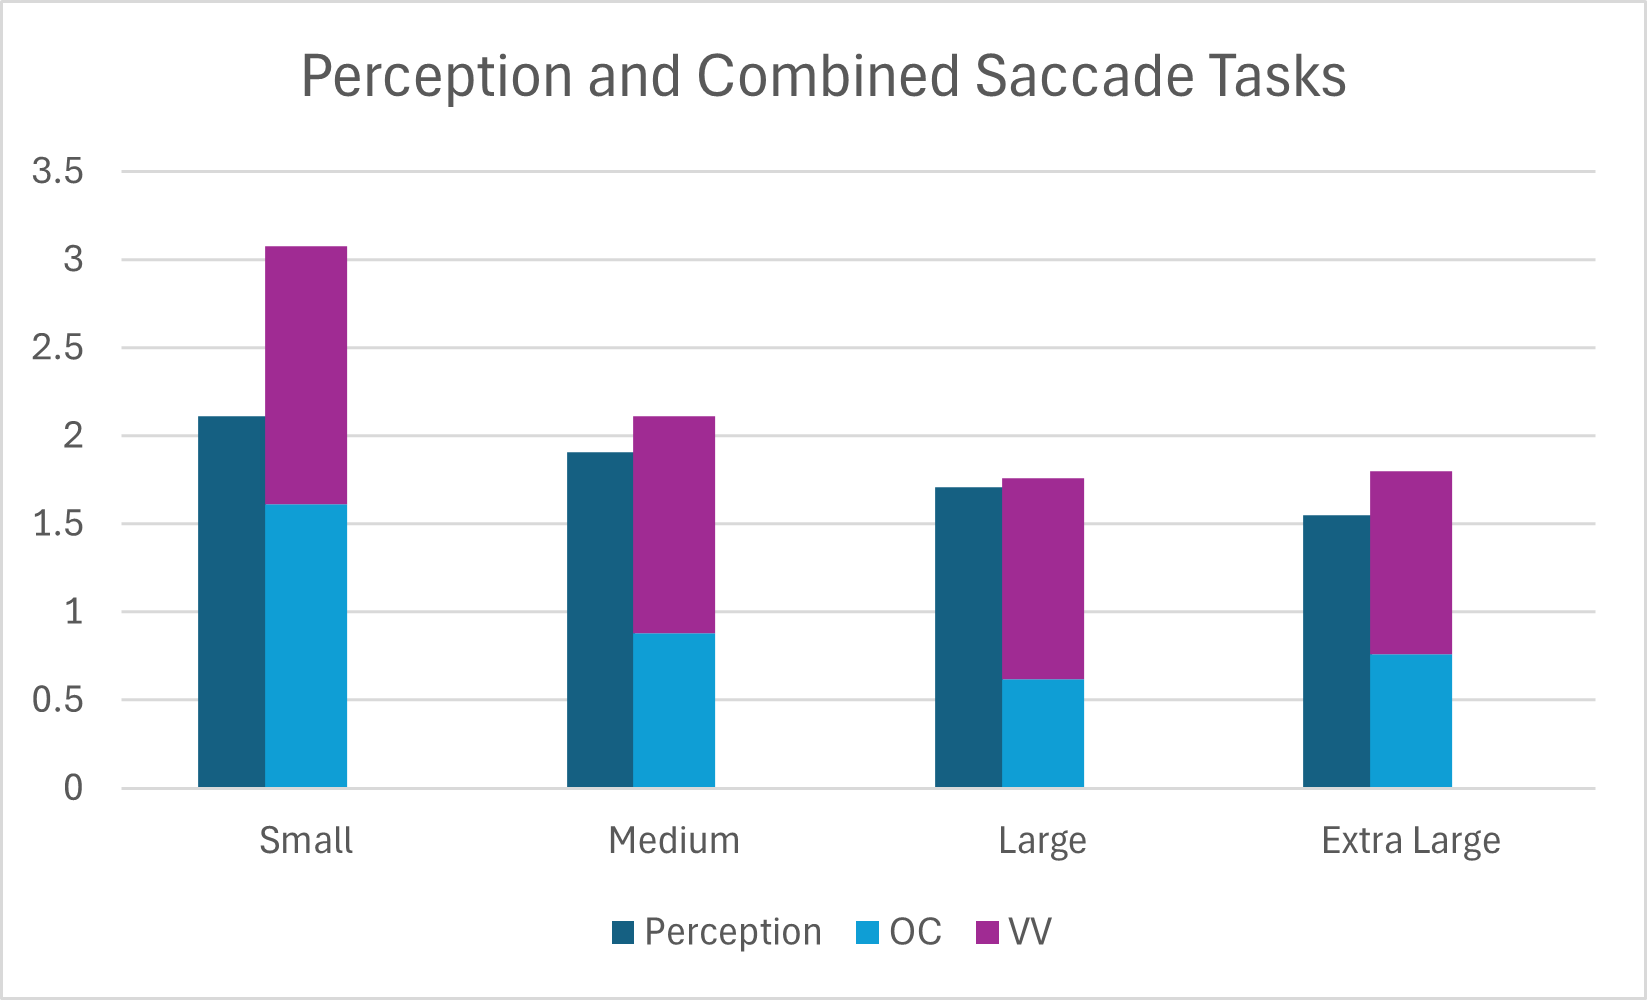 Perception and Combined Saccade Tasks
3.5
3
2.5
2
1.5
1
0.5
0
Small Medium Large Extra Large
Perception OC VV